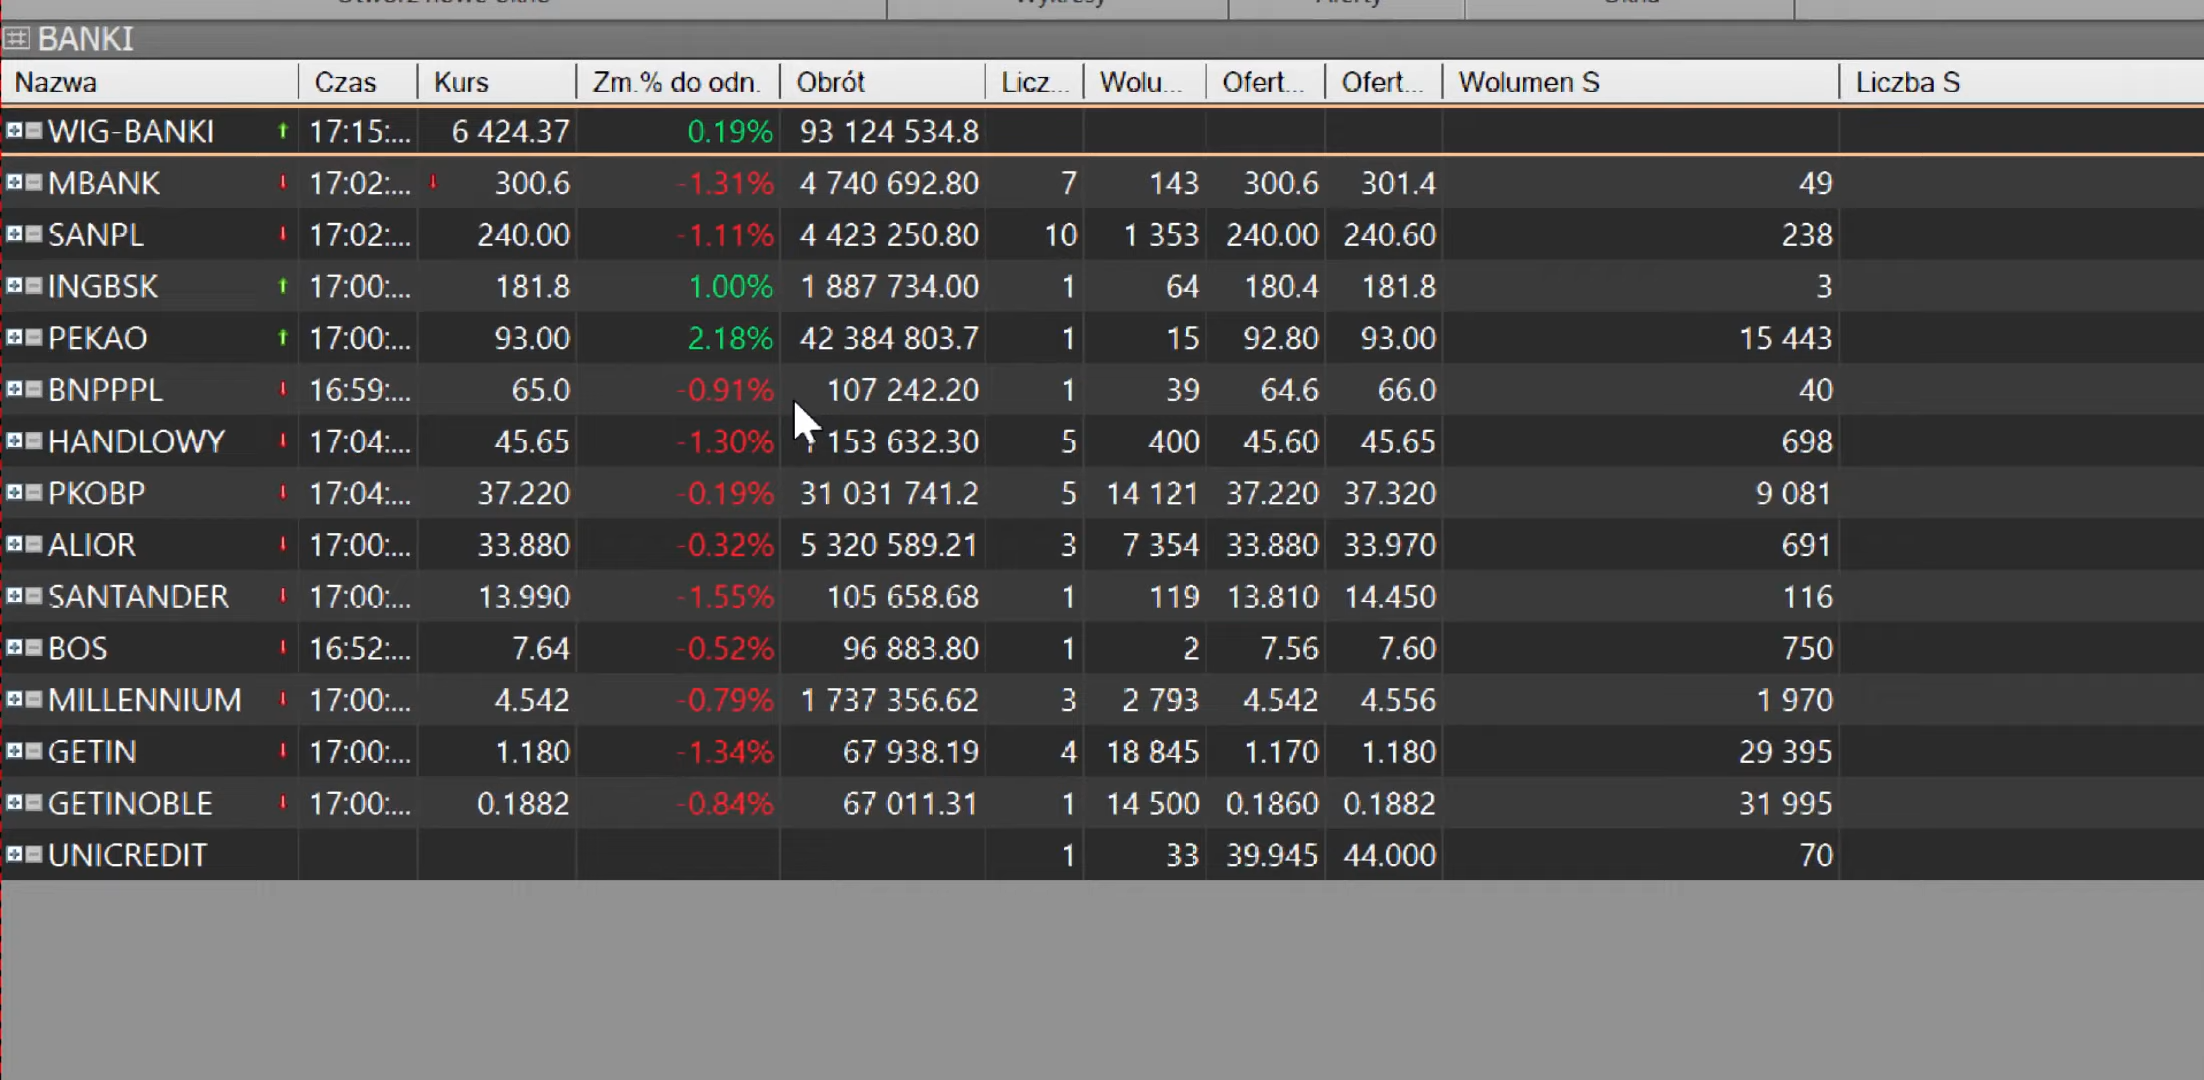 Otwórz nowe okno Wykresy Alerty Okna
BANKI
Nazwa Czas Kurs Zm.% do odn. Obrót Licz... Wolu... Ofert... Ofert... Wolumen S Liczba S
WIG-BANKI 17:15:... 6 424.37 0.19% 93 124 534.8
MBANK 17:02:... 300.6 -1.31% 4 740 692.80 7 143 300.6 301.4 49
SANPL 17:02:... 240.00 -1.11% 4 423 250.80 10 1 353 240.00 240.60 238
INGBSK 17:00:... 181.8 1.00% 1 887 734.00 1 64 180.4 181.8 3
PEKAO 17:00:... 93.00 2.18% 42 384 803.7 1 15 92.80 93.00 15 443
BNPPPL 16:59:... 65.0 -0.91% 107 242.20 1 39 64.6 66.0 40
HANDLOWY 17:04:... 45.65 -1.30% 153 632.30 5 400 45.60 45.65 698
PKOBP 17:04:... 37.220 -0.19% 31 031 741.2 5 14 121 37.220 37.320 9 081
ALIOR 17:00:... 33.880 -0.32% 5 320 589.21 3 7 354 33.880 33.970 691
SANTANDER 17:00:... 13.990 -1.55% 105 658.68 1 119 13.810 14.450 116
BOS 16:52:... 7.64 -0.52% 96 883.80 1 2 7.56 7.60 750
MILLENNIUM 17:00:... 4.542 -0.79% 1 737 356.62 3 2 793 4.542 4.556 1 970
GETIN 17:00:... 1.180 -1.34% 67 938.19 4 18 845 1.170 1.180 29 395
GETINOBLE 17:00:... 0.1882 -0.84% 67 011.31 1 14 500 0.1860 0.1882 31 995
UNICREDIT 1 33 39.945 44.000 70